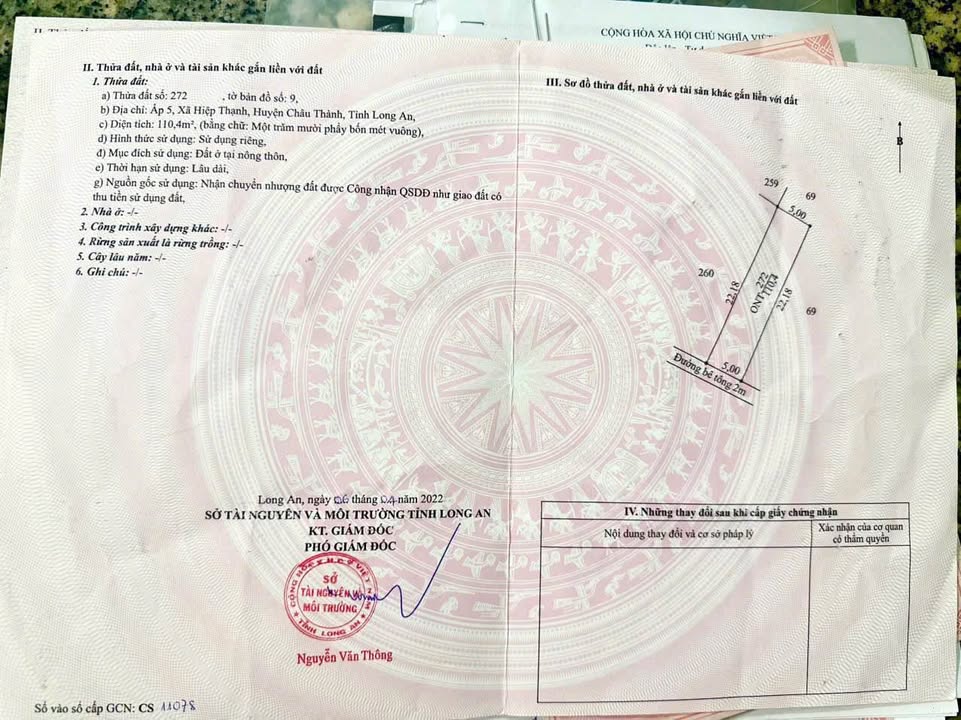 CỘNG HÒA XÃ HỘI CHỦ NGHĨA VIỆ
II. Thửa đất, nhà ở và tài sản khác gắn liền với đất
1. Thửa đất:
a) Thửa đất số: 272 , tờ bản đồ số: 9,
b) Địa chỉ: Ấp 5, Xã Hiệp Thạnh, Huyện Châu Thành, Tỉnh Long An,
c) Diện tích: 110,4m², (bằng chữ: Một trăm mười phẩy bốn mét vuông),
d) Hình thức sử dụng: Sử dụng riêng,
đ) Mục đích sử dụng: Đất ở tại nông thôn,
e) Thời hạn sử dụng: Lâu dài,
g) Nguồn gốc sử dụng: Nhận chuyển nhượng đất được Công nhận QSDĐ như giao đất có
thu tiền sử dụng đất,
2. Nhà ở: -/-
3. Công trình xây dựng khác: -/-
4. Rừng sản xuất là rừng trồng: -/-
5. Cây lâu năm: -/-
6. Ghi chú: -/-
Long An, ngày 06 tháng 04 năm 2022
SỞ TÀI NGUYÊN VÀ MÔI TRƯỜNG TỈNH LONG AN
KT. GIÁM ĐỐC
PHÓ GIÁM ĐỐC
CỘNG HÒA X.H.C.N VIỆT NAM
SỞ
TÀI NGUYÊN VÀ
MÔI TRƯỜNG
TỈNH LONG AN
Nguyễn Văn Thông
Số vào sổ cấp GCN: CS 11078
III. Sơ đồ thửa đất, nhà ở và tài sản khác gắn liền với đất
B
259
69
5,00
260
22,18
ONT 272
110,4
22,18
69
5,00
Đường bê tông 2m
IV. Những thay đổi sau khi cấp giấy chứng nhận
Nội dung thay đổi và cơ sở pháp lý
Xác nhận của cơ quan
có thẩm quyền